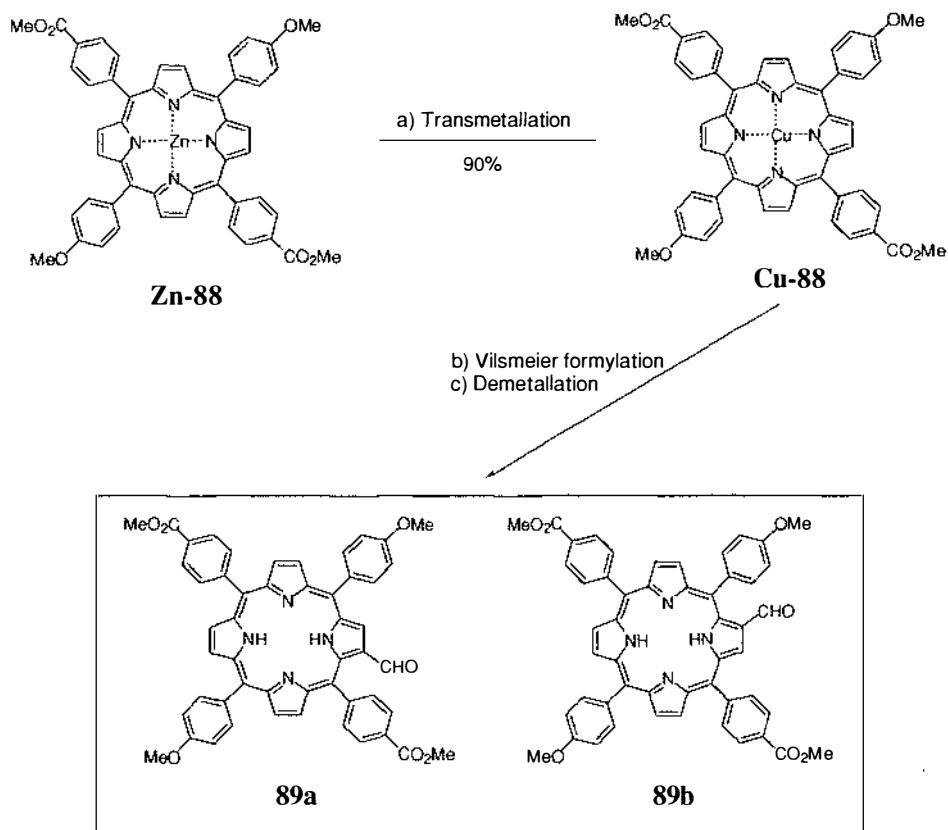 MeO₂C OMe MeO₂C OMe
N N
N Zn N a) Transmetallation N Cu N
90%
N N
MeO CO₂Me MeO CO₂Me
Zn-88 Cu-88
b) Vilsmeier formylation
c) Demetallation
MeO₂C OMe MeO₂C OMe
N N CHO
NH HN CHO NH HN
N N
MeO CO₂Me MeO CO₂Me
89a 89b